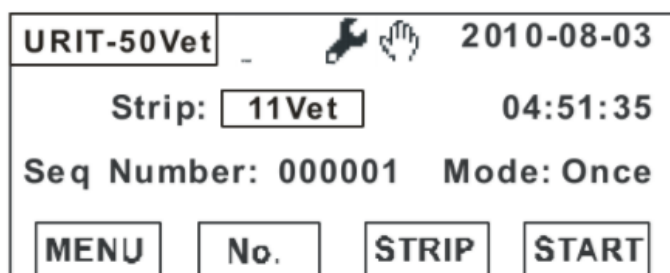 URIT-50Vet 2010-08-03
Strip: 11Vet 04:51:35
Seq Number: 000001 Mode: Once
MENU No. STRIP START